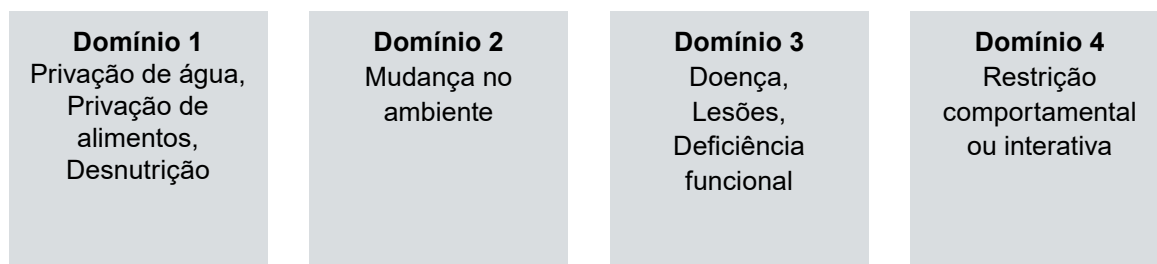 Domínio 1
Privação de água,
Privação de
alimentos,
Desnutrição
Domínio 2
Mudança no
ambiente
Domínio 3
Doença,
Lesões,
Deficiência
funcional
Domínio 4
Restrição
comportamental
ou interativa